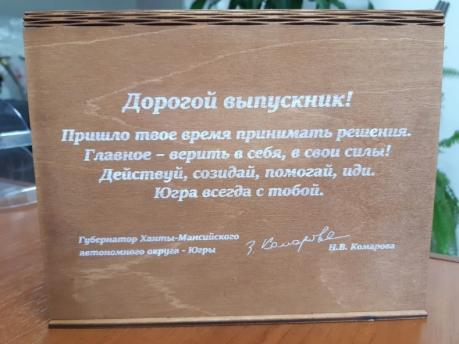 Дорогой выпускник!
Пришло твое время принимать решения.
Главное – верить в себя, в свои силы!
Действуй, созидай, помогай, иди.
Югра всегда с тобой.
Губернатор Ханты-Мансийского
автономного округа - Югры
Н.В. Комарова